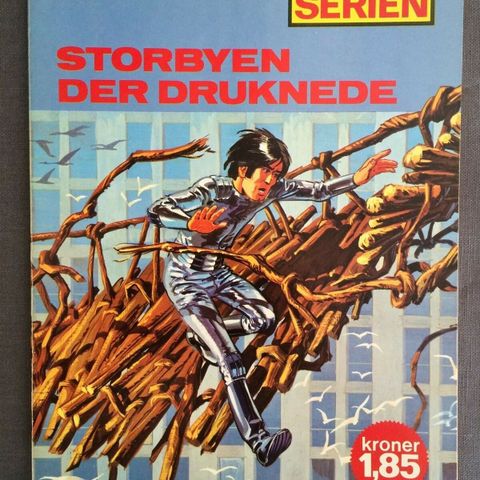 SERIEN
STORBYEN
DER DRUKNEDE
kroner
1,85